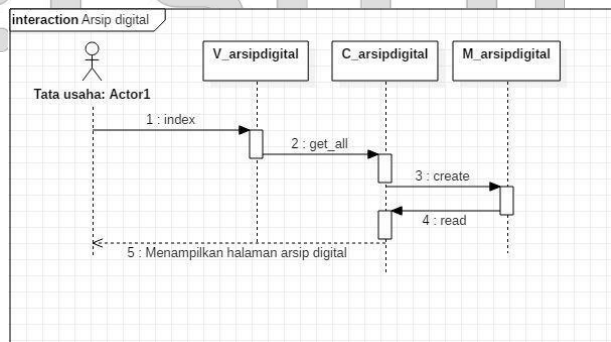 interaction Arsip digital
V_arsipdigital
C_arsipdigital
M_arsipdigital
Tata usaha: Actor1
1 : index
2 : get_all
3 : create
4 : read
5 : Menampilkan halaman arsip digital